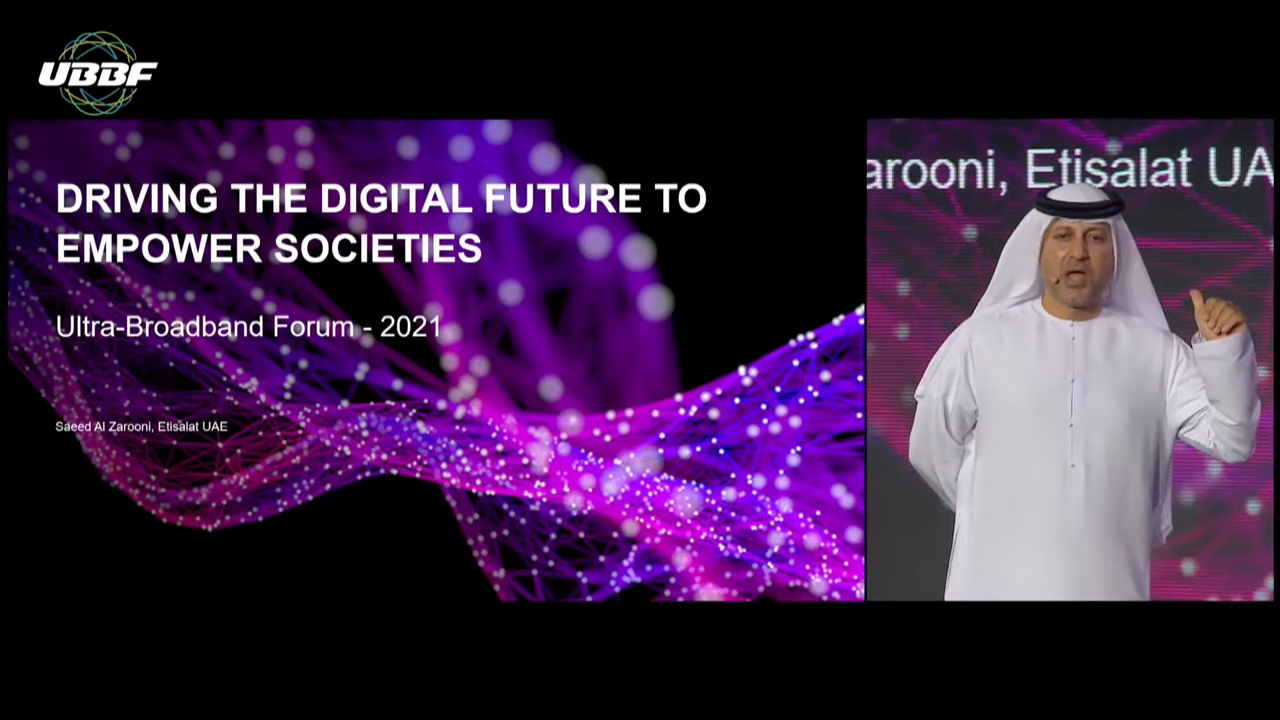 UBBF
DRIVING THE DIGITAL FUTURE TO
EMPOWER SOCIETIES
Ultra-Broadband Forum - 2021
Saeed Al Zarooni, Etisalat UAE
arooni, Etisalat UA